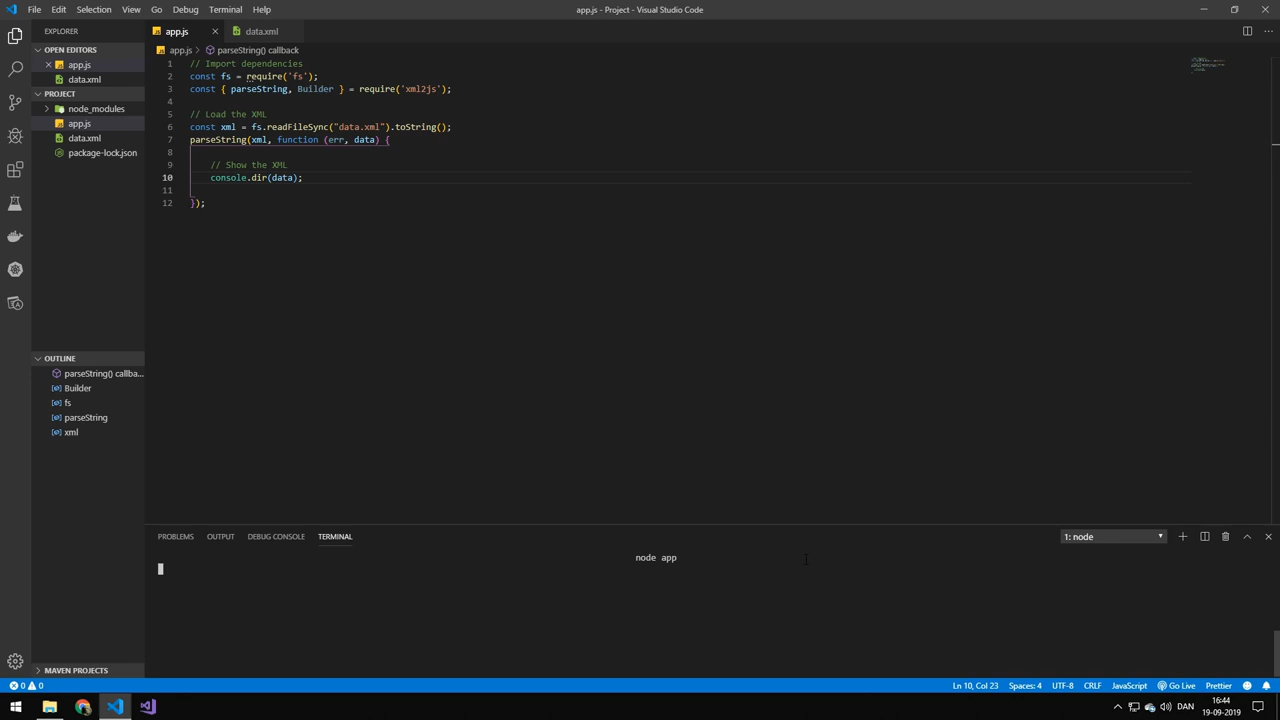 File Edit Selection View Go Debug Terminal Help
app.js - Project - Visual Studio Code
EXPLORER
OPEN EDITORS
app.js
data.xml
PROJECT
node_modules
app.js
data.xml
package-lock.json
OUTLINE
parseString() callba...
Builder
fs
parseString
xml
MAVEN PROJECTS
app.js
data.xml
app.js > parseString() callback
1 // Import dependencies
2 const fs = require('fs');
3 const { parseString, Builder } = require('xml2js');
4
5 // Load the XML
6 const xml = fs.readFileSync("data.xml").toString();
7 parseString(xml, function (err, data) {
8
9 // Show the XML
10 console.dir(data);
11
12 });
PROBLEMS OUTPUT DEBUG CONSOLE TERMINAL
1: node
node app
0 0
Ln 10, Col 23 Spaces: 4 UTF-8 CRLF JavaScript Go Live Prettier
DAN
16:44
19-09-2019